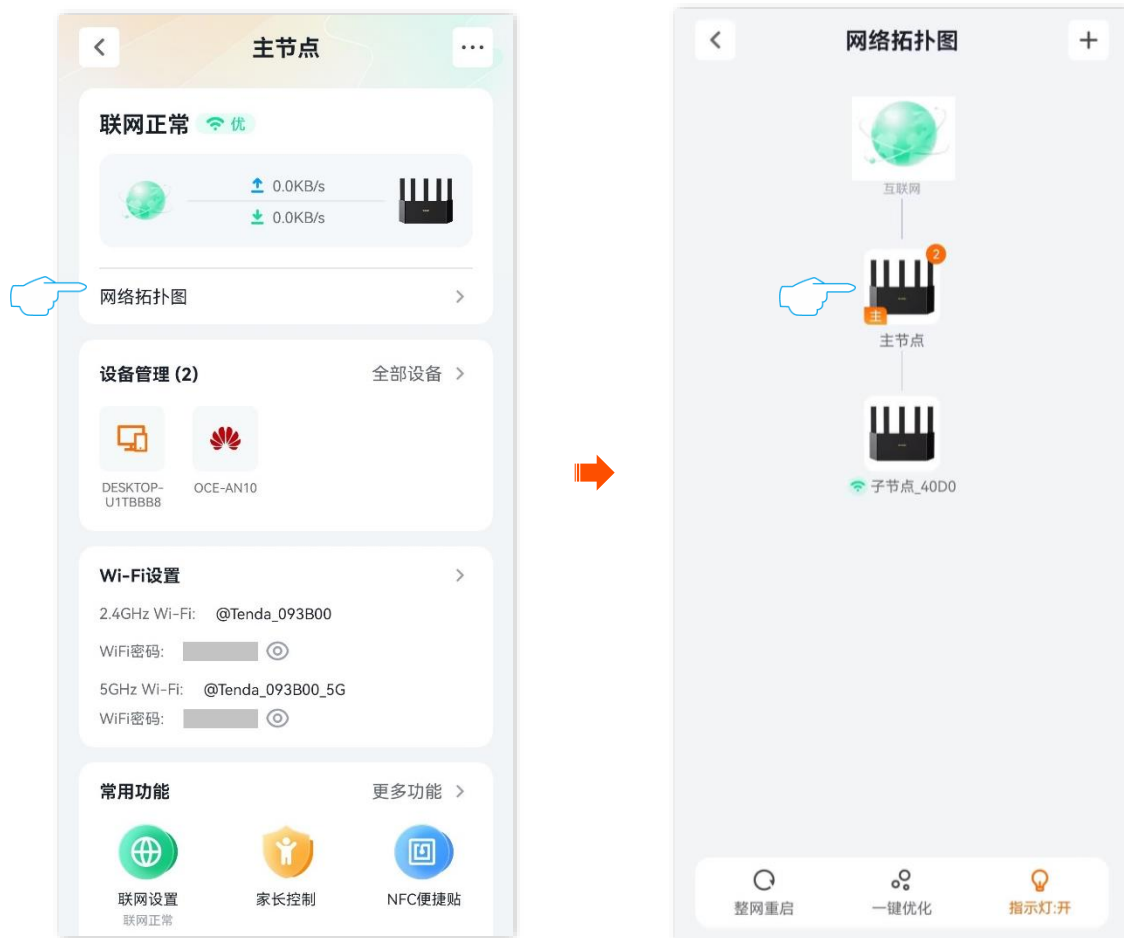 主节点
联网正常 优
0.0KB/s
0.0KB/s
网络拓扑图
设备管理 (2) 全部设备
DESKTOP-
U1TBBB8
OCE-AN10
Wi-Fi设置
2.4GHz Wi-Fi: @Tenda_093B00
WiFi密码:
5GHz Wi-Fi: @Tenda_093B00_5G
WiFi密码:
常用功能 更多功能
联网设置
联网正常
家长控制
NFC便捷贴
网络拓扑图
互联网
2
主
主节点
子节点_40D0
整网重启
一键优化
指示灯:开